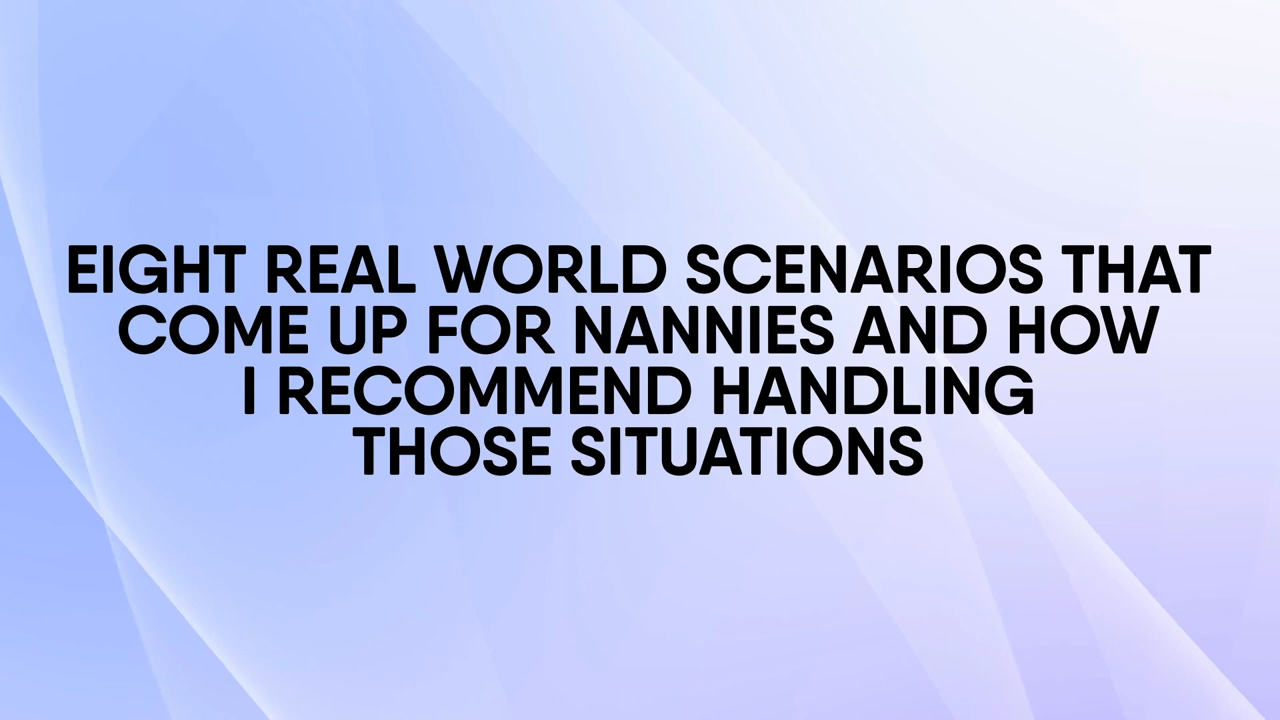 EIGHT REAL WORLD SCENARIOS THAT
COME UP FOR NANNIES AND HOW
I RECOMMEND HANDLING
THOSE SITUATIONS